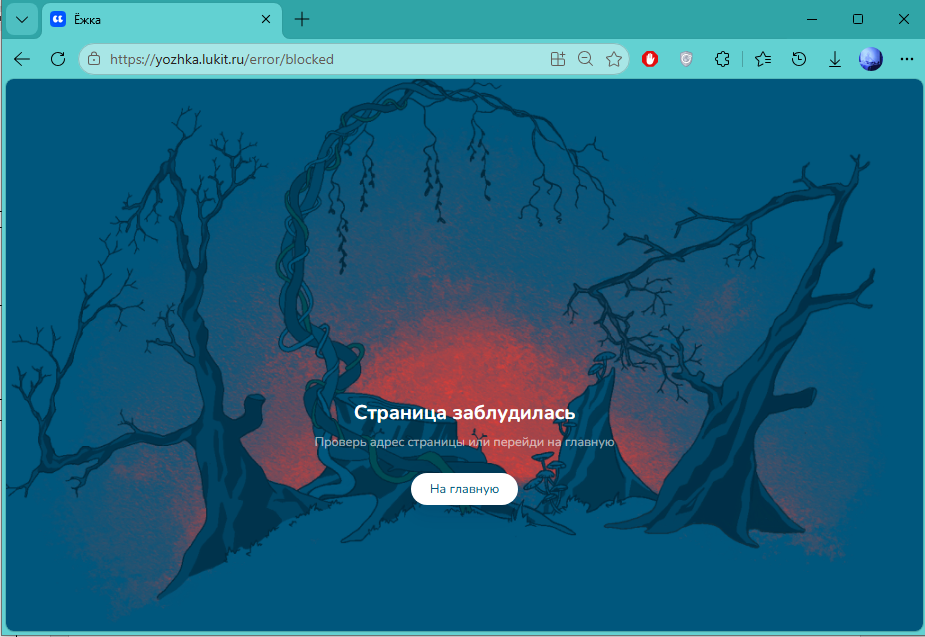 Ёжка
https://yozhka.lukit.ru/error/blocked
Страница заблудилась
Проверь адрес страницы или перейди на главную
На главную